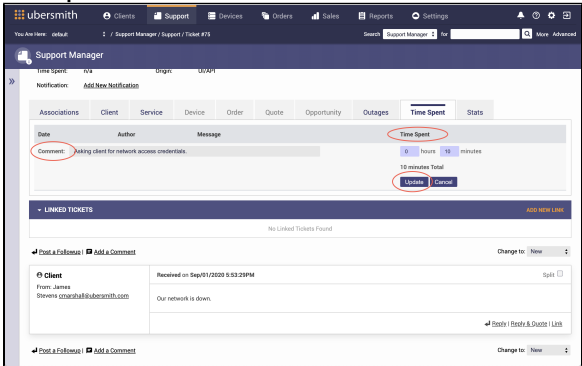 ubersmith Clients Support Devices Orders Sales Reports Settings
You Are Here: default / Support Manager / Support / Ticket #75 Search Support Manager for More Advanced
Support Manager
Time Spent: n/a Origin: UI/API
Notification: Add New Notification
Associations Client Service Device Order Quote Opportunity Outages Time Spent Stats
Date Author Message Time Spent
Comment: Asking client for network access credentials. 0 hours 10 minutes
10 minutes Total
Update Cancel
LINKED TICKETS ADD NEW LINK
No Linked Tickets Found
Post a Followup | Add a Comment Change to: New
Client Received on Sep/01/2020 5:53:29PM Split
From: James
Stevens cmarshall@ubersmith.com
Our network is down.
Reply | Reply & Quote | Link
Post a Followup | Add a Comment Change to: New